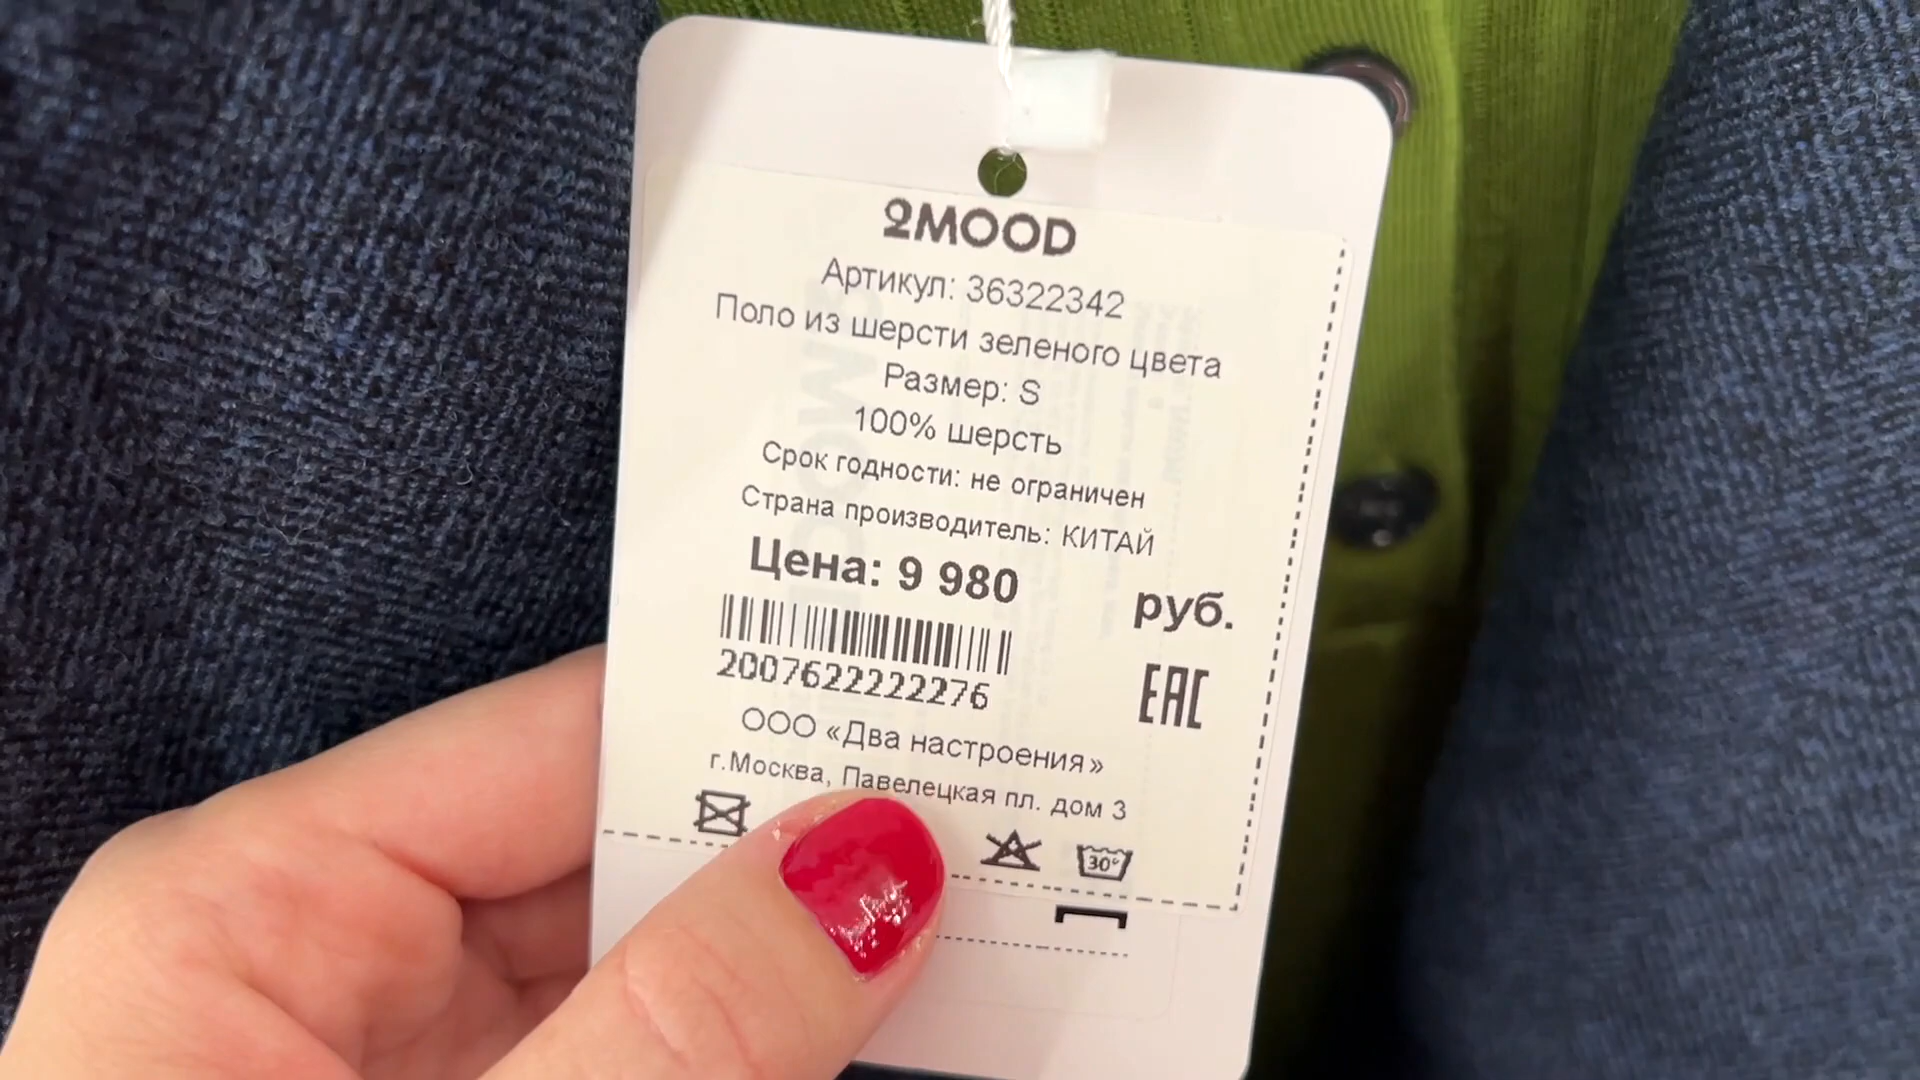 2MOOD
Артикул: 36322342
Поло из шерсти зеленого цвета
Размер: S
100% шерсть
Срок годности: не ограничен
Страна производитель: КИТАЙ
Цена: 9 980 руб.
2007622222276
EAC
ООО «Два настроения»
г.Москва, Павелецкая пл. дом 3
30°